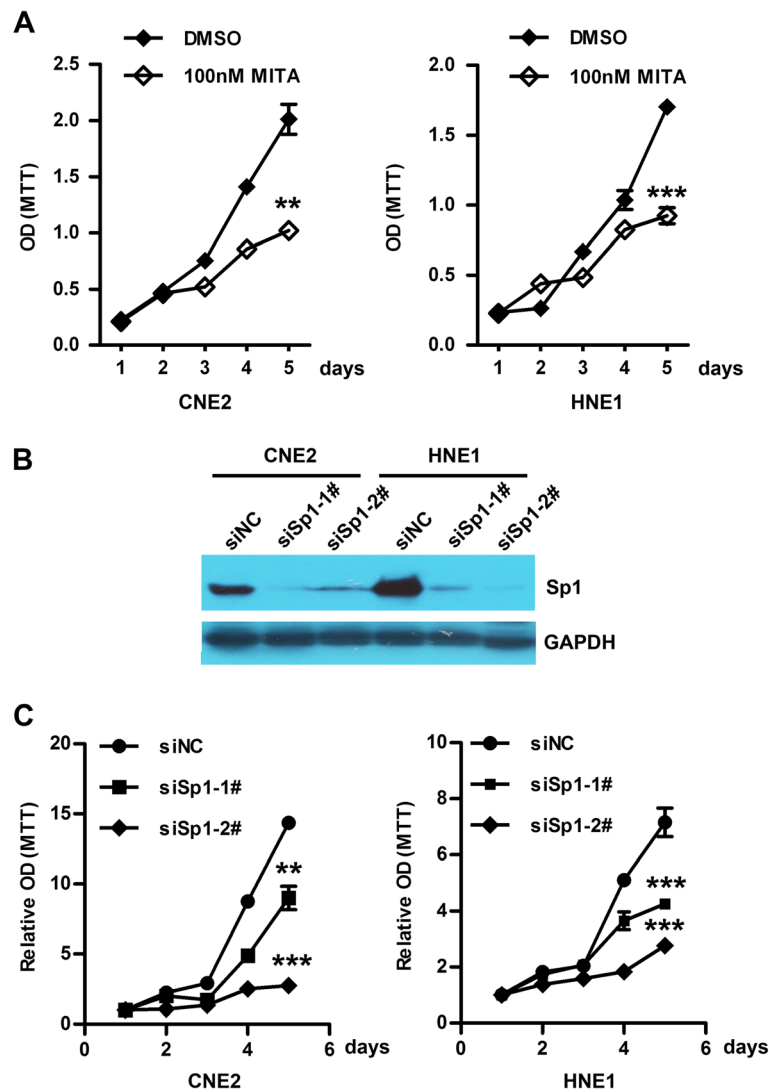 A
DMSO
100nM MITA
2.5
2.0
1.5
1.0
0.5
0.0
OD (MTT)
**
1 2 3 4 5 days
CNE2
DMSO
100nM MITA
2.0
1.5
1.0
0.5
0.0
OD (MTT)
***
1 2 3 4 5 days
HNE1
B
CNE2 HNE1
siNC siSp1-1# siSp1-2# siNC siSp1-1# siSp1-2#
Sp1
GAPDH
C
siNC
siSp1-1#
siSp1-2#
20
15
10
5
0
Relative OD (MTT)
**
***
0 2 4 6 days
CNE2
siNC
siSp1-1#
siSp1-2#
10
8
6
4
2
0
Relative OD (MTT)
***
***
0 2 4 6 days
HNE1